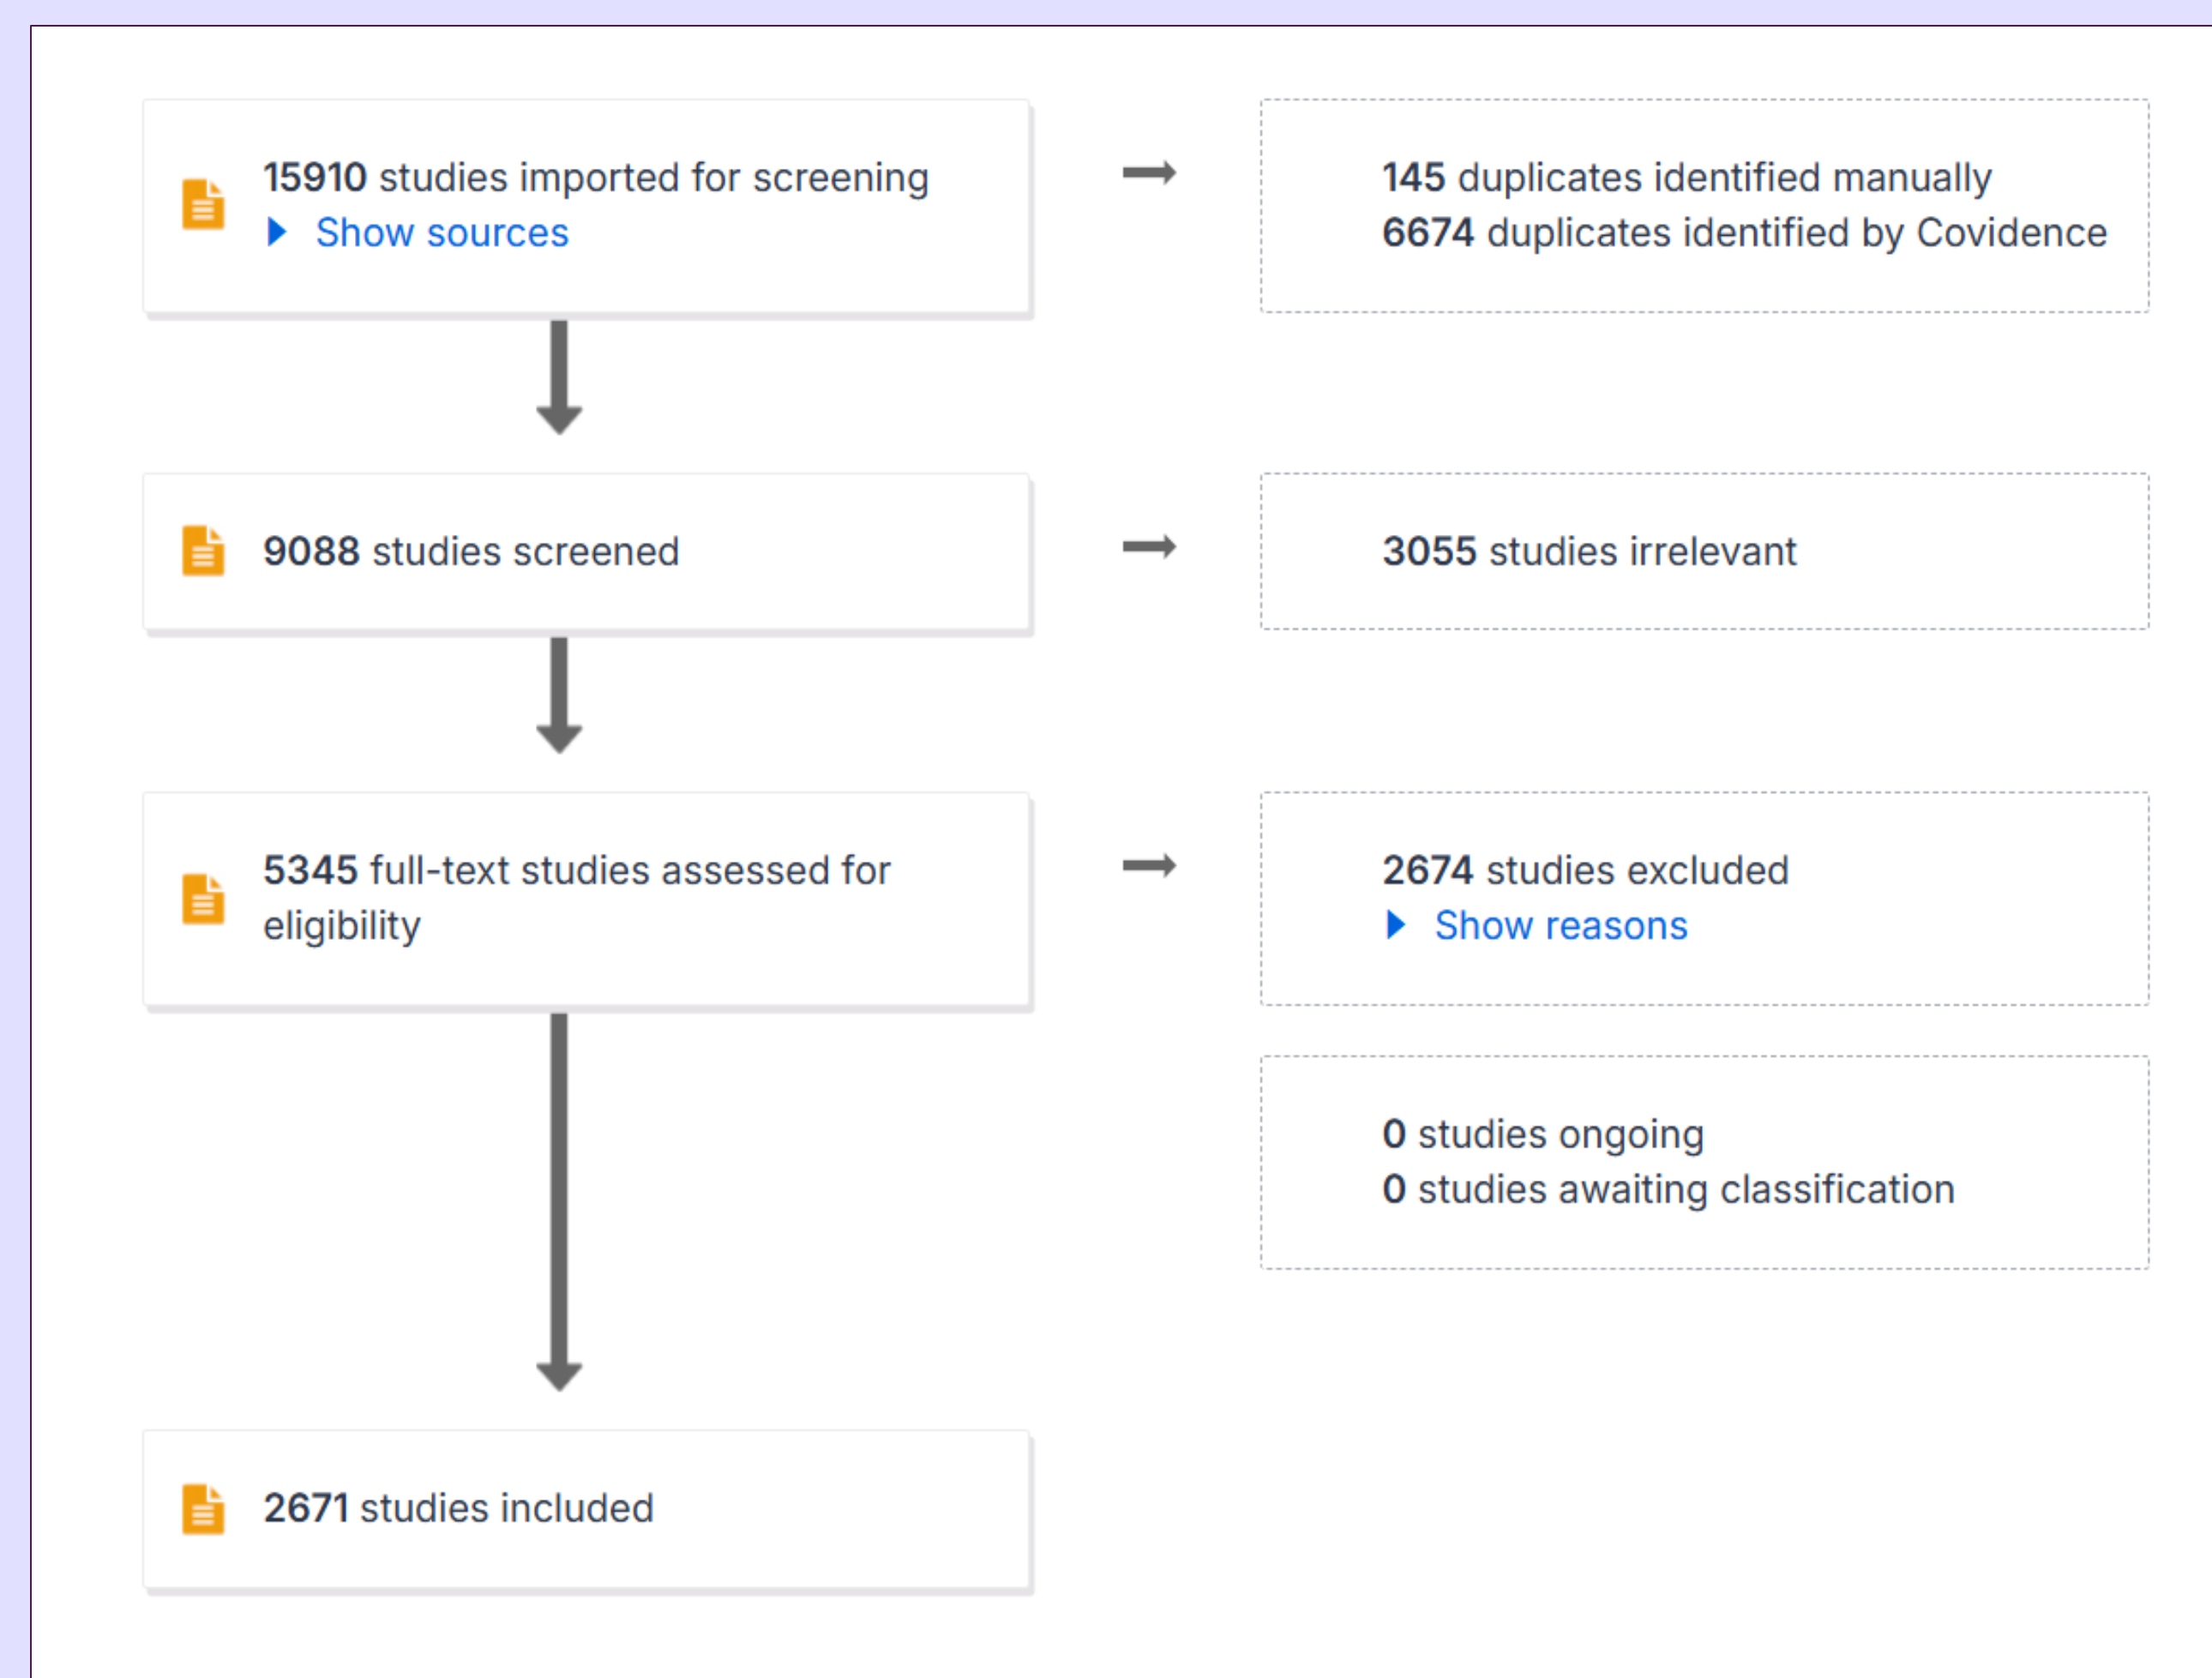 15910 studies imported for screening
Show sources
145 duplicates identified manually
6674 duplicates identified by Covidence
9088 studies screened
3055 studies irrelevant
5345 full-text studies assessed for
eligibility
2674 studies excluded
Show reasons
0 studies ongoing
0 studies awaiting classification
2671 studies included